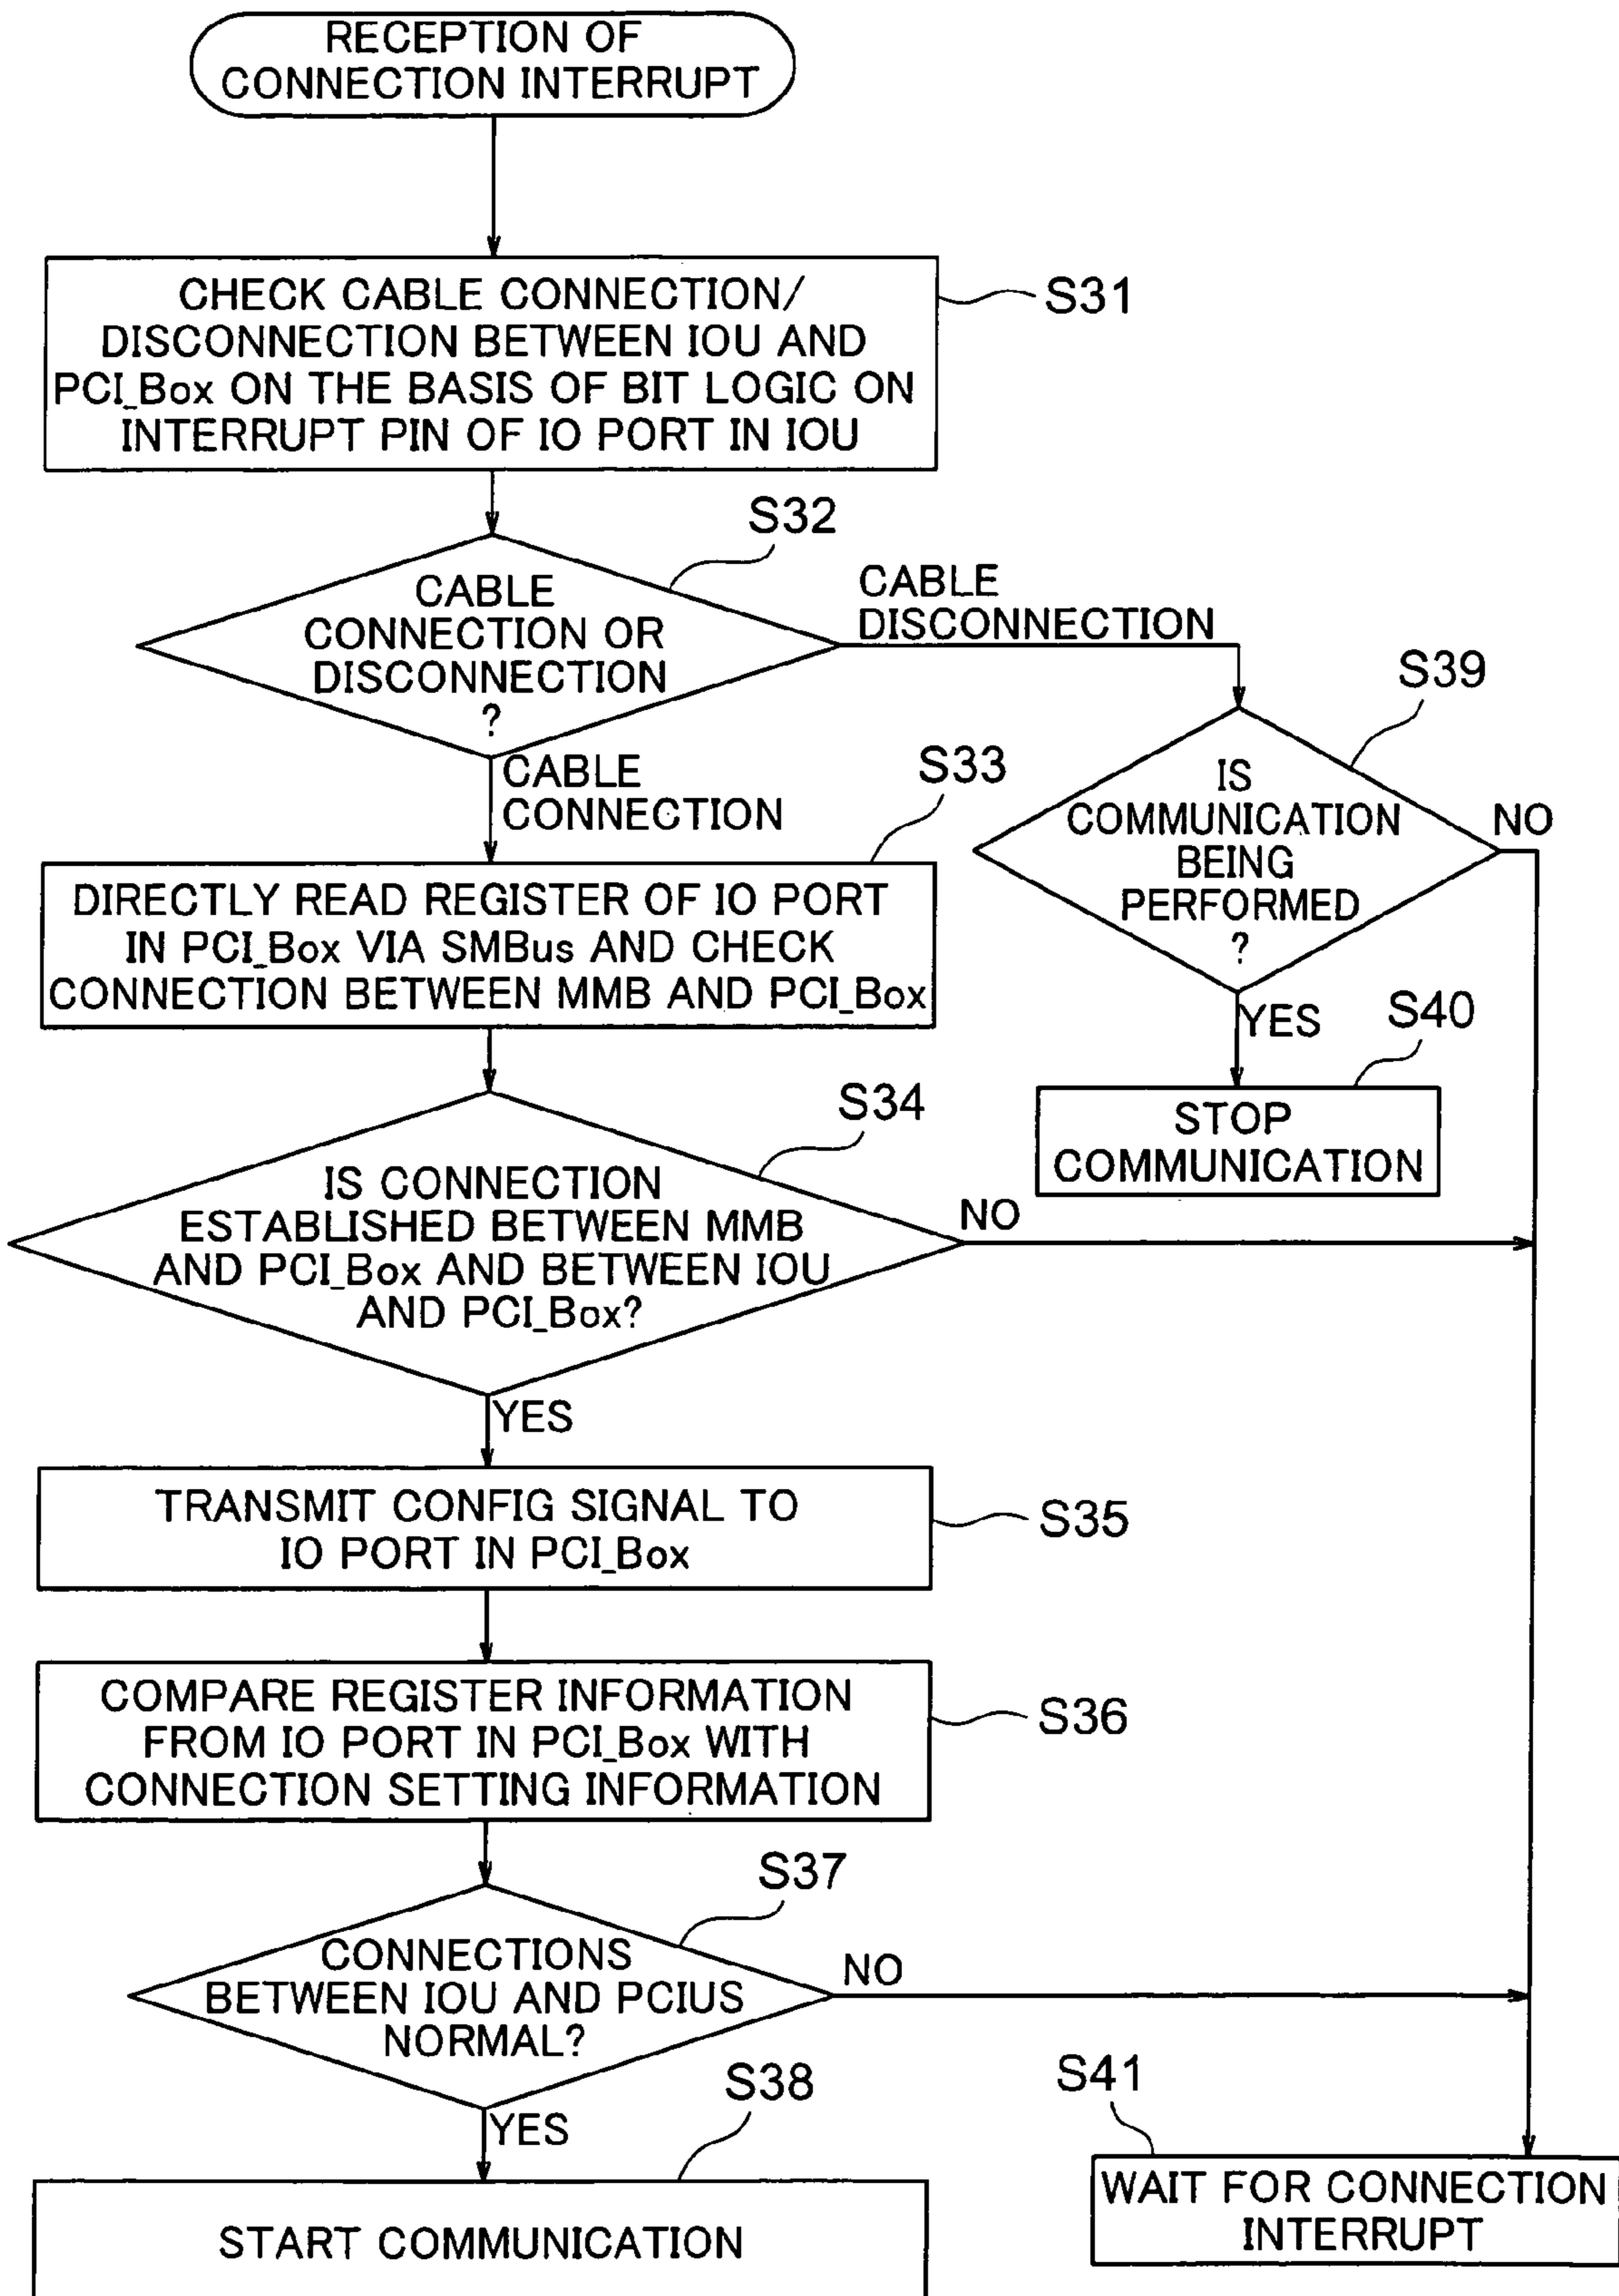 RECEPTION OF
CONNECTION INTERRUPT
CHECK CABLE CONNECTION/
DISCONNECTION BETWEEN IOU AND
PCI_Box ON THE BASIS OF BIT LOGIC ON
INTERRUPT PIN OF IO PORT IN IOU
S31
S32
CABLE
CONNECTION OR
DISCONNECTION
?
CABLE
DISCONNECTION
CABLE
CONNECTION
S39
IS
COMMUNICATION
BEING
PERFORMED
?
NO
YES
S40
STOP
COMMUNICATION
S33
DIRECTLY READ REGISTER OF IO PORT
IN PCI_Box VIA SMBus AND CHECK
CONNECTION BETWEEN MMB AND PCI_Box
S34
IS CONNECTION
ESTABLISHED BETWEEN MMB
AND PCI_Box AND BETWEEN IOU
AND PCI_Box?
NO
YES
TRANSMIT CONFIG SIGNAL TO
IO PORT IN PCI_Box
S35
COMPARE REGISTER INFORMATION
FROM IO PORT IN PCI_Box WITH
CONNECTION SETTING INFORMATION
S36
S37
CONNECTIONS
BETWEEN IOU AND PCIUS
NORMAL?
NO
YES
S38
START COMMUNICATION
S41
WAIT FOR CONNECTION
INTERRUPT